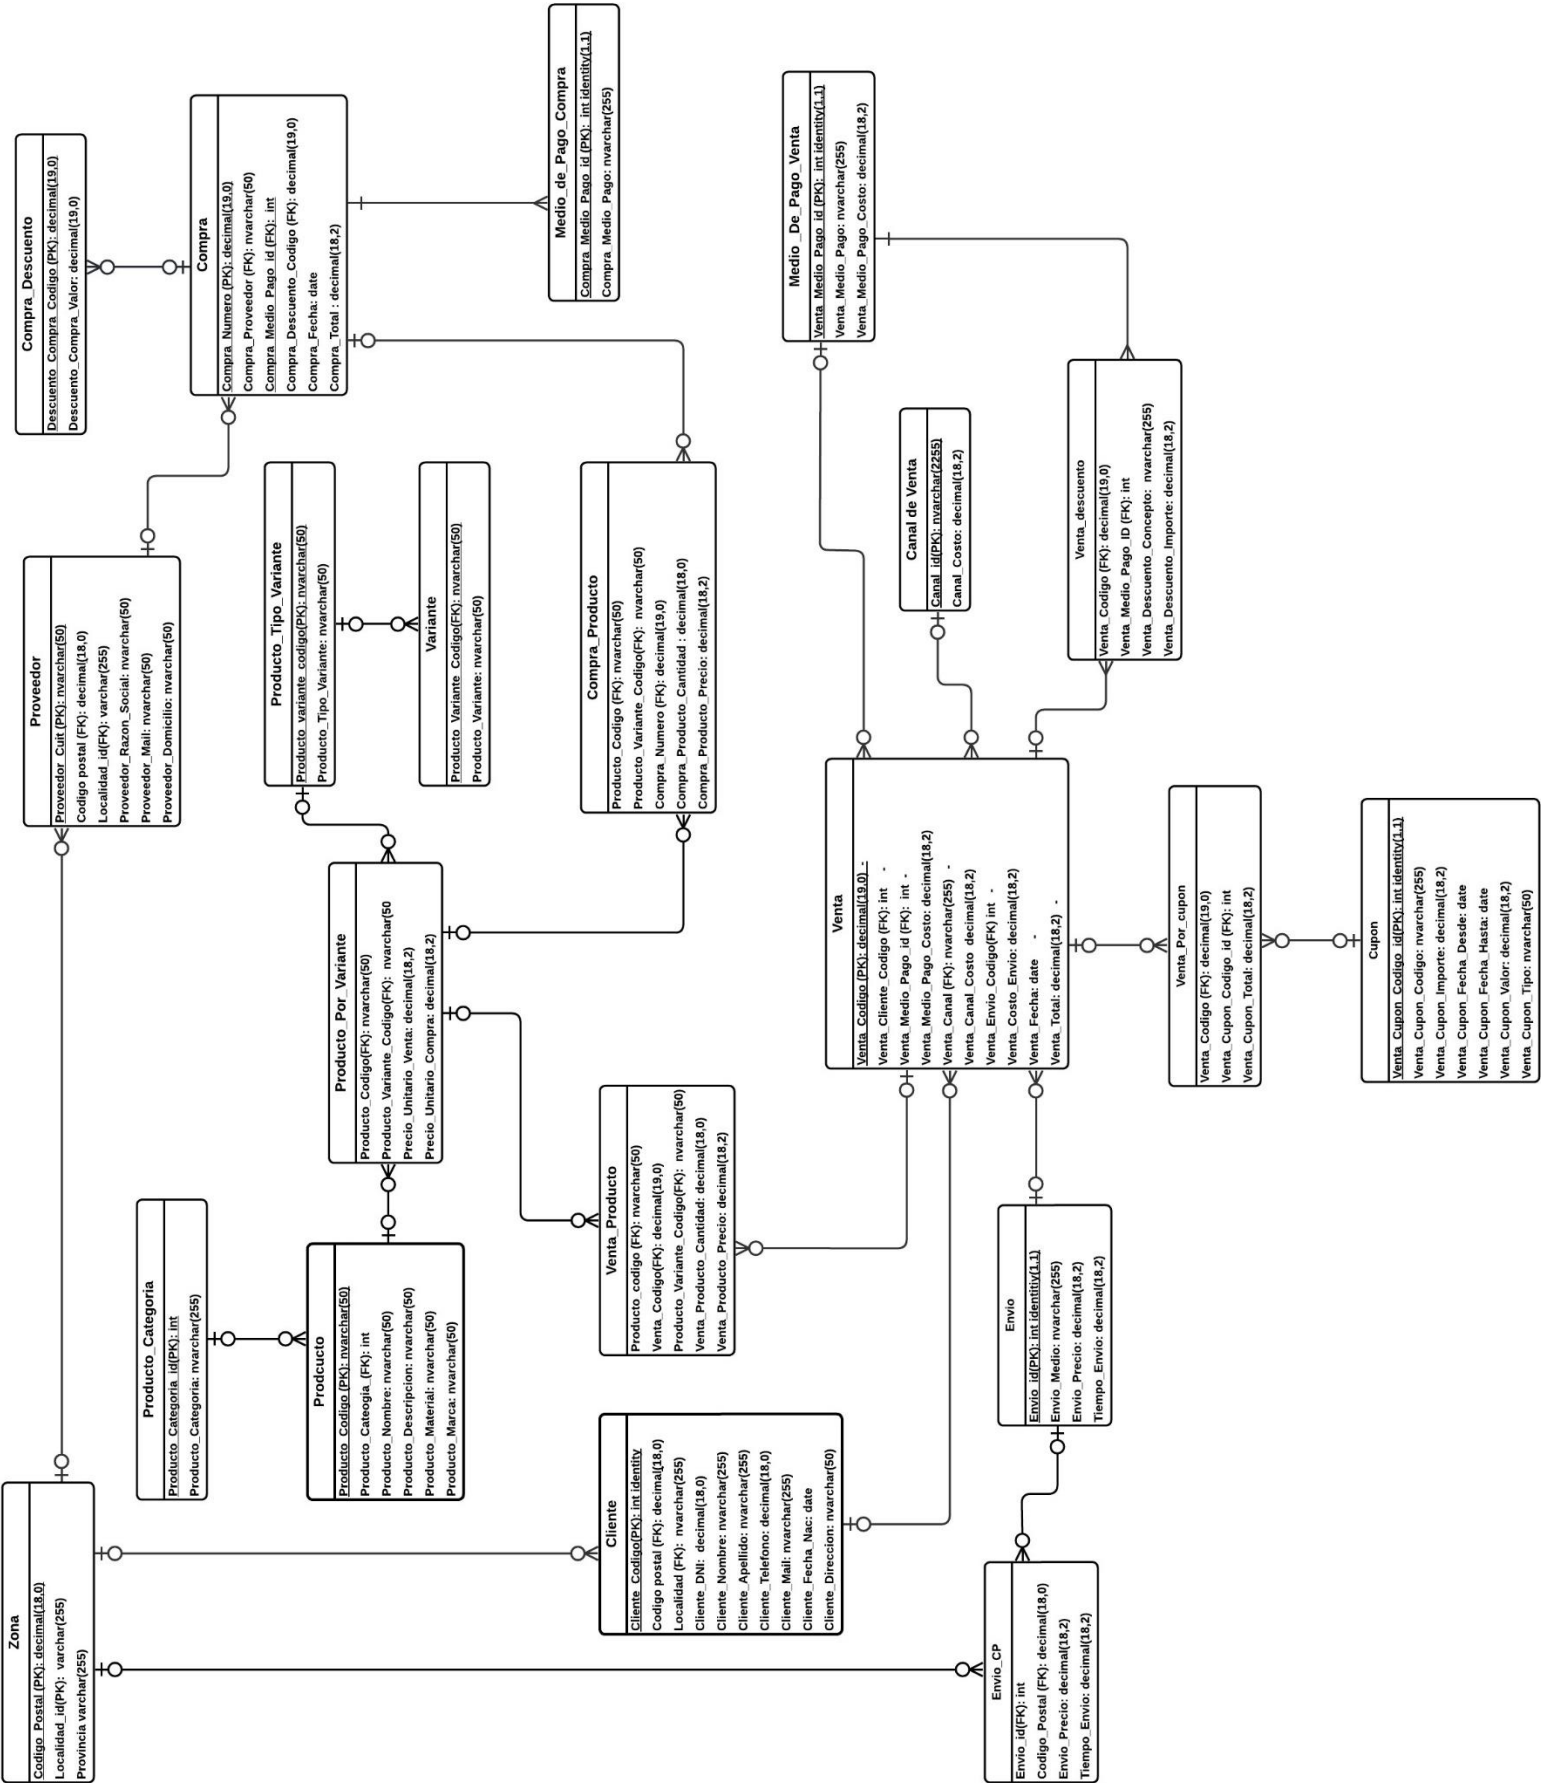 Zona
Codigo_Postal (PK): decimal(18,0)
Localidad_id(PK): varchar(255)
Provincia varchar(255)
Proveedor
Proveedor_Cuit (PK): nvarchar(50)
Codigo postal (FK): decimal(18,0)
Localidad_id(FK): varchar(255)
Proveedor_Razon_Social: nvarchar(50)
Proveedor_Mail: nvarchar(50)
Proveedor_Domicilio: nvarchar(50)
Compra_Descuento
Descuento_Compra_Codigo (PK): decimal(19,0)
Descuento_Compra_Valor: decimal(19,0)
Producto_Categoria
Producto_Categoria_id(PK): int
Producto_Categoria: nvarchar(255)
Compra
Compra_Numero (PK): decimal(19,0)
Compra_Proveedor (FK): nvarchar(50)
Compra_Medio_Pago_id (FK): int
Compra_Descuento_Codigo (FK): decimal(19,0)
Compra_Fecha: date
Compra_Total : decimal(18,2)
Producto_Tipo_Variante
Producto_variante_codigo(PK): nvarchar(50)
Producto_Tipo_Variante: nvarchar(50)
Prodcucto
Producto_Codigo (PK): nvarchar(50)
Producto_Cateogia_(FK): int
Producto_Nombre: nvarchar(50)
Producto_Descripcion: nvarchar(50)
Producto_Material: nvarchar(50)
Producto_Marca: nvarchar(50)
Producto_Por_Variante
Producto_Codigo(FK): nvarchar(50)
Producto_Variante_Codigo(FK): nvarchar(50
Precio_Unitario_Venta: decimal(18,2)
Precio_Unitario_Compra: decimal(18,2)
Variante
Producto_Variante_Codigo(FK): nvarchar(50)
Producto_Variante: nvarchar(50)
Medio_de_Pago_Compra
Compra_Medio_Pago_id (PK): int identity(1,1)
Compra_Medio_Pago: nvarchar(255)
Compra_Producto
Producto_Codigo (FK): nvarchar(50)
Producto_Variante_Codigo(FK): nvarchar(50)
Compra_Numero (FK): decimal(19,0)
Compra_Producto_Cantidad : decimal(18,0)
Compra_Producto_Precio: decimal(18,2)
Cliente
Cliente_Codigo(PK): int identity
Codigo postal (FK): decimal(18,0)
Localidad (FK): nvarchar(255)
Cliente_DNI: decimal(18,0)
Cliente_Nombre: nvarchar(255)
Cliente_Apellido: nvarchar(255)
Cliente_Telefono: decimal(18,0)
Cliente_Mail: nvarchar(255)
Cliente_Fecha_Nac: date
Cliente_Direccion: nvarchar(50)
Venta_Producto
Producto_codigo (FK): nvarchar(50)
Venta_Codigo(FK): decimal(19,0)
Producto_Variante_Codigo(FK): nvarchar(50)
Venta_Producto_Cantidad: decimal(18,0)
Venta_Producto_Precio: decimal(18,2)
Medio _De_Pago_Venta
Venta_Medio_Pago_id (PK): int identity(1,1)
Venta_Medio_Pago: nvarchar(255)
Venta_Medio_Pago_Costo: decimal(18,2)
Venta
Venta_Codigo (PK): decimal(19,0) -
Venta_Cliente_Codigo (FK): int -
Venta_Medio_Pago_id (FK): int -
Venta_Medio_Pago_Costo: decimal(18,2)
Venta_Canal (FK): nvarchar(255) -
Venta_Canal_Costo decimal(18,2)
Venta_Envio_Codigo(FK) int -
Venta_Costo_Envio: decimal(18,2)
Venta_Fecha: date -
Venta_Total: decimal(18,2) -
Canal de Venta
Canal_id(PK): nvarchar(2255)
Canal_Costo: decimal(18,2)
Envio_CP
Envio_id(FK): int
Codigo_Postal (FK): decimal(18,0)
Envio_Precio: decimal(18,2)
Tiempo_Envio: decimal(18,2)
Envio
Envio_id(PK): int identitiy(1,1)
Envio_Medio: nvarchar(255)
Envio_Precio: decimal(18,2)
Tiempo_Envio: decimal(18,2)
Venta_descuento
Venta_Codigo (FK): decimal(19,0)
Venta_Medio_Pago_ID (FK): int
Venta_Descuento_Concepto: nvarchar(255)
Venta_Descuento_Importe: decimal(18,2)
Venta_Por_cupon
Venta_Codigo (FK): decimal(19,0)
Venta_Cupon_Codigo_id (FK): int
Venta_Cupon_Total: decimal(18,2)
Cupon
Venta_Cupon_Codigo_id(PK): int identity(1,1)
Venta_Cupon_Codigo: nvarchar(255)
Venta_Cupon_Importe: decimal(18,2)
Venta_Cupon_Fecha_Desde: date
Venta_Cupon_Fecha_Hasta: date
Venta_Cupon_Valor: decimal(18,2)
Venta_Cupon_Tipo: nvarchar(50)